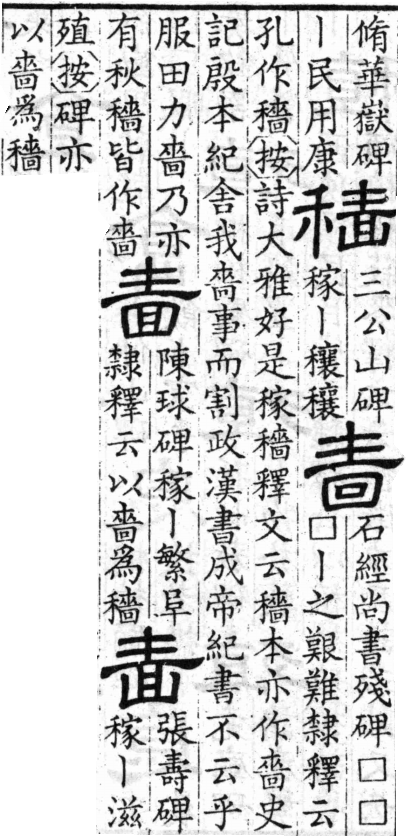 脩華嶽碑
丨民用康
穡
三公山碑
稼丨穰穰
嗇
石經尚書殘碑□□
□丨之艱難隸釋云
孔作穡按詩大雅好是稼穡釋文云穡本亦作嗇史
記殷本紀舍我嗇事而割政漢書成帝紀書不云乎
服田力嗇乃亦
有秋穡皆作嗇
嗇
陳球碑稼丨繁阜
隸釋云以嗇爲穡
嗇
張壽碑
稼丨滋
殖按碑亦
以嗇爲穡